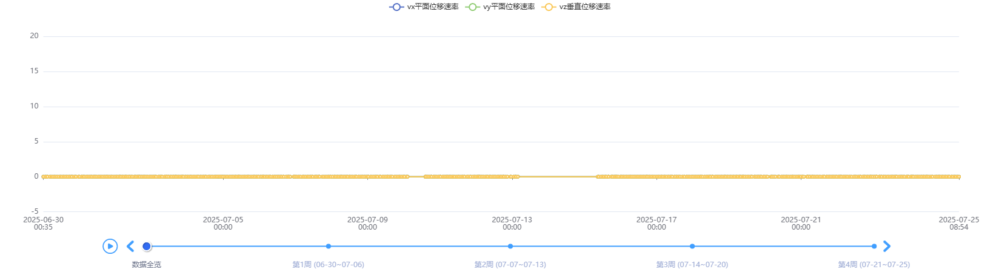 vx平面位移速率 vy平面位移速率 vz垂直位移速率
20
15
10
5
0
-5
2025-06-30 00:35
2025-07-05 00:00
2025-07-09 00:00
2025-07-13 00:00
2025-07-17 00:00
2025-07-21 00:00
2025-07-25 08:54
数据全览
第1周 (06-30~07-06)
第2周 (07-07~07-13)
第3周 (07-14~07-20)
第4周 (07-21~07-25)